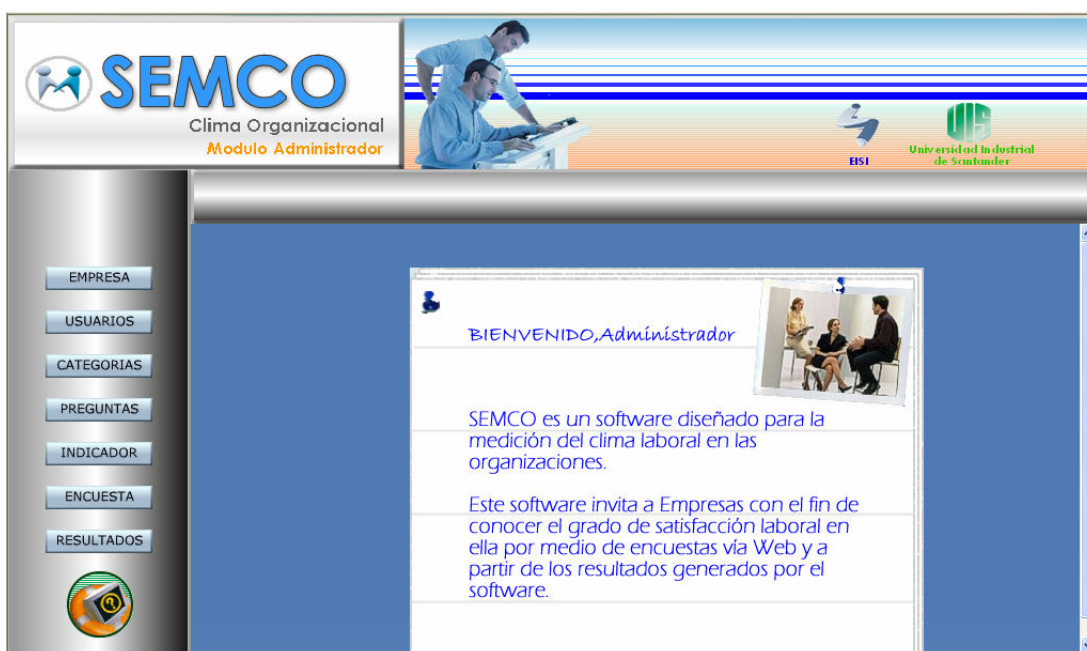 SEMCO
Clima Organizacional
Modulo Administrador
EISI
UIS
Universidad Industrial
de Santander
EMPRESA
USUARIOS
CATEGORIAS
PREGUNTAS
INDICADOR
ENCUESTA
RESULTADOS
BIENVENIDO,Administrador
SEMCO es un software diseñado para la
medición del clima laboral en las
organizaciones.
Este software invita a Empresas con el fin de
conocer el grado de satisfacción laboral en
ella por medio de encuestas vía Web y a
partir de los resultados generados por el
software.